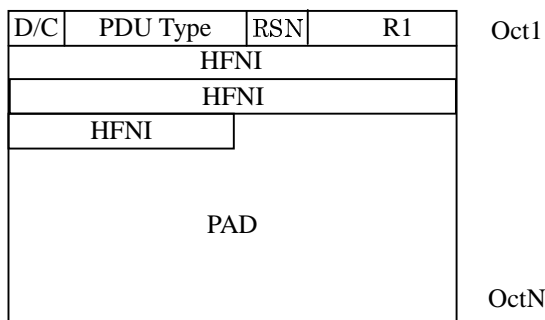 D/C PDU Type RSN R1 Oct1
HFNI
HFNI
HFNI
PAD
OctN